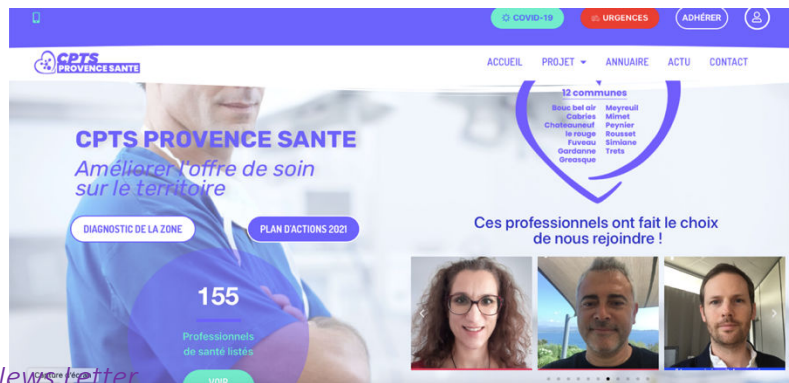 COVID-19
URGENCES
ADHÉRER
CPTS
PROVENCE SANTE
ACCUEIL PROJET ANNUAIRE ACTU CONTACT
12 communes
Bouc bel air Meyreuil
Cabries Mimet
Chateauneuf Peynier
le rouge Rousset
Fuveau Simiane
Gardanne Trets
Greasque
CPTS PROVENCE SANTE
Améliorer l'offre de soin
sur le territoire
DIAGNOSTIC DE LA ZONE
PLAN D'ACTIONS 2021
Ces professionnels ont fait le choix
de nous rejoindre !
155
Professionnels
de santé listés
VOIR
Capture d'écran
News Letter